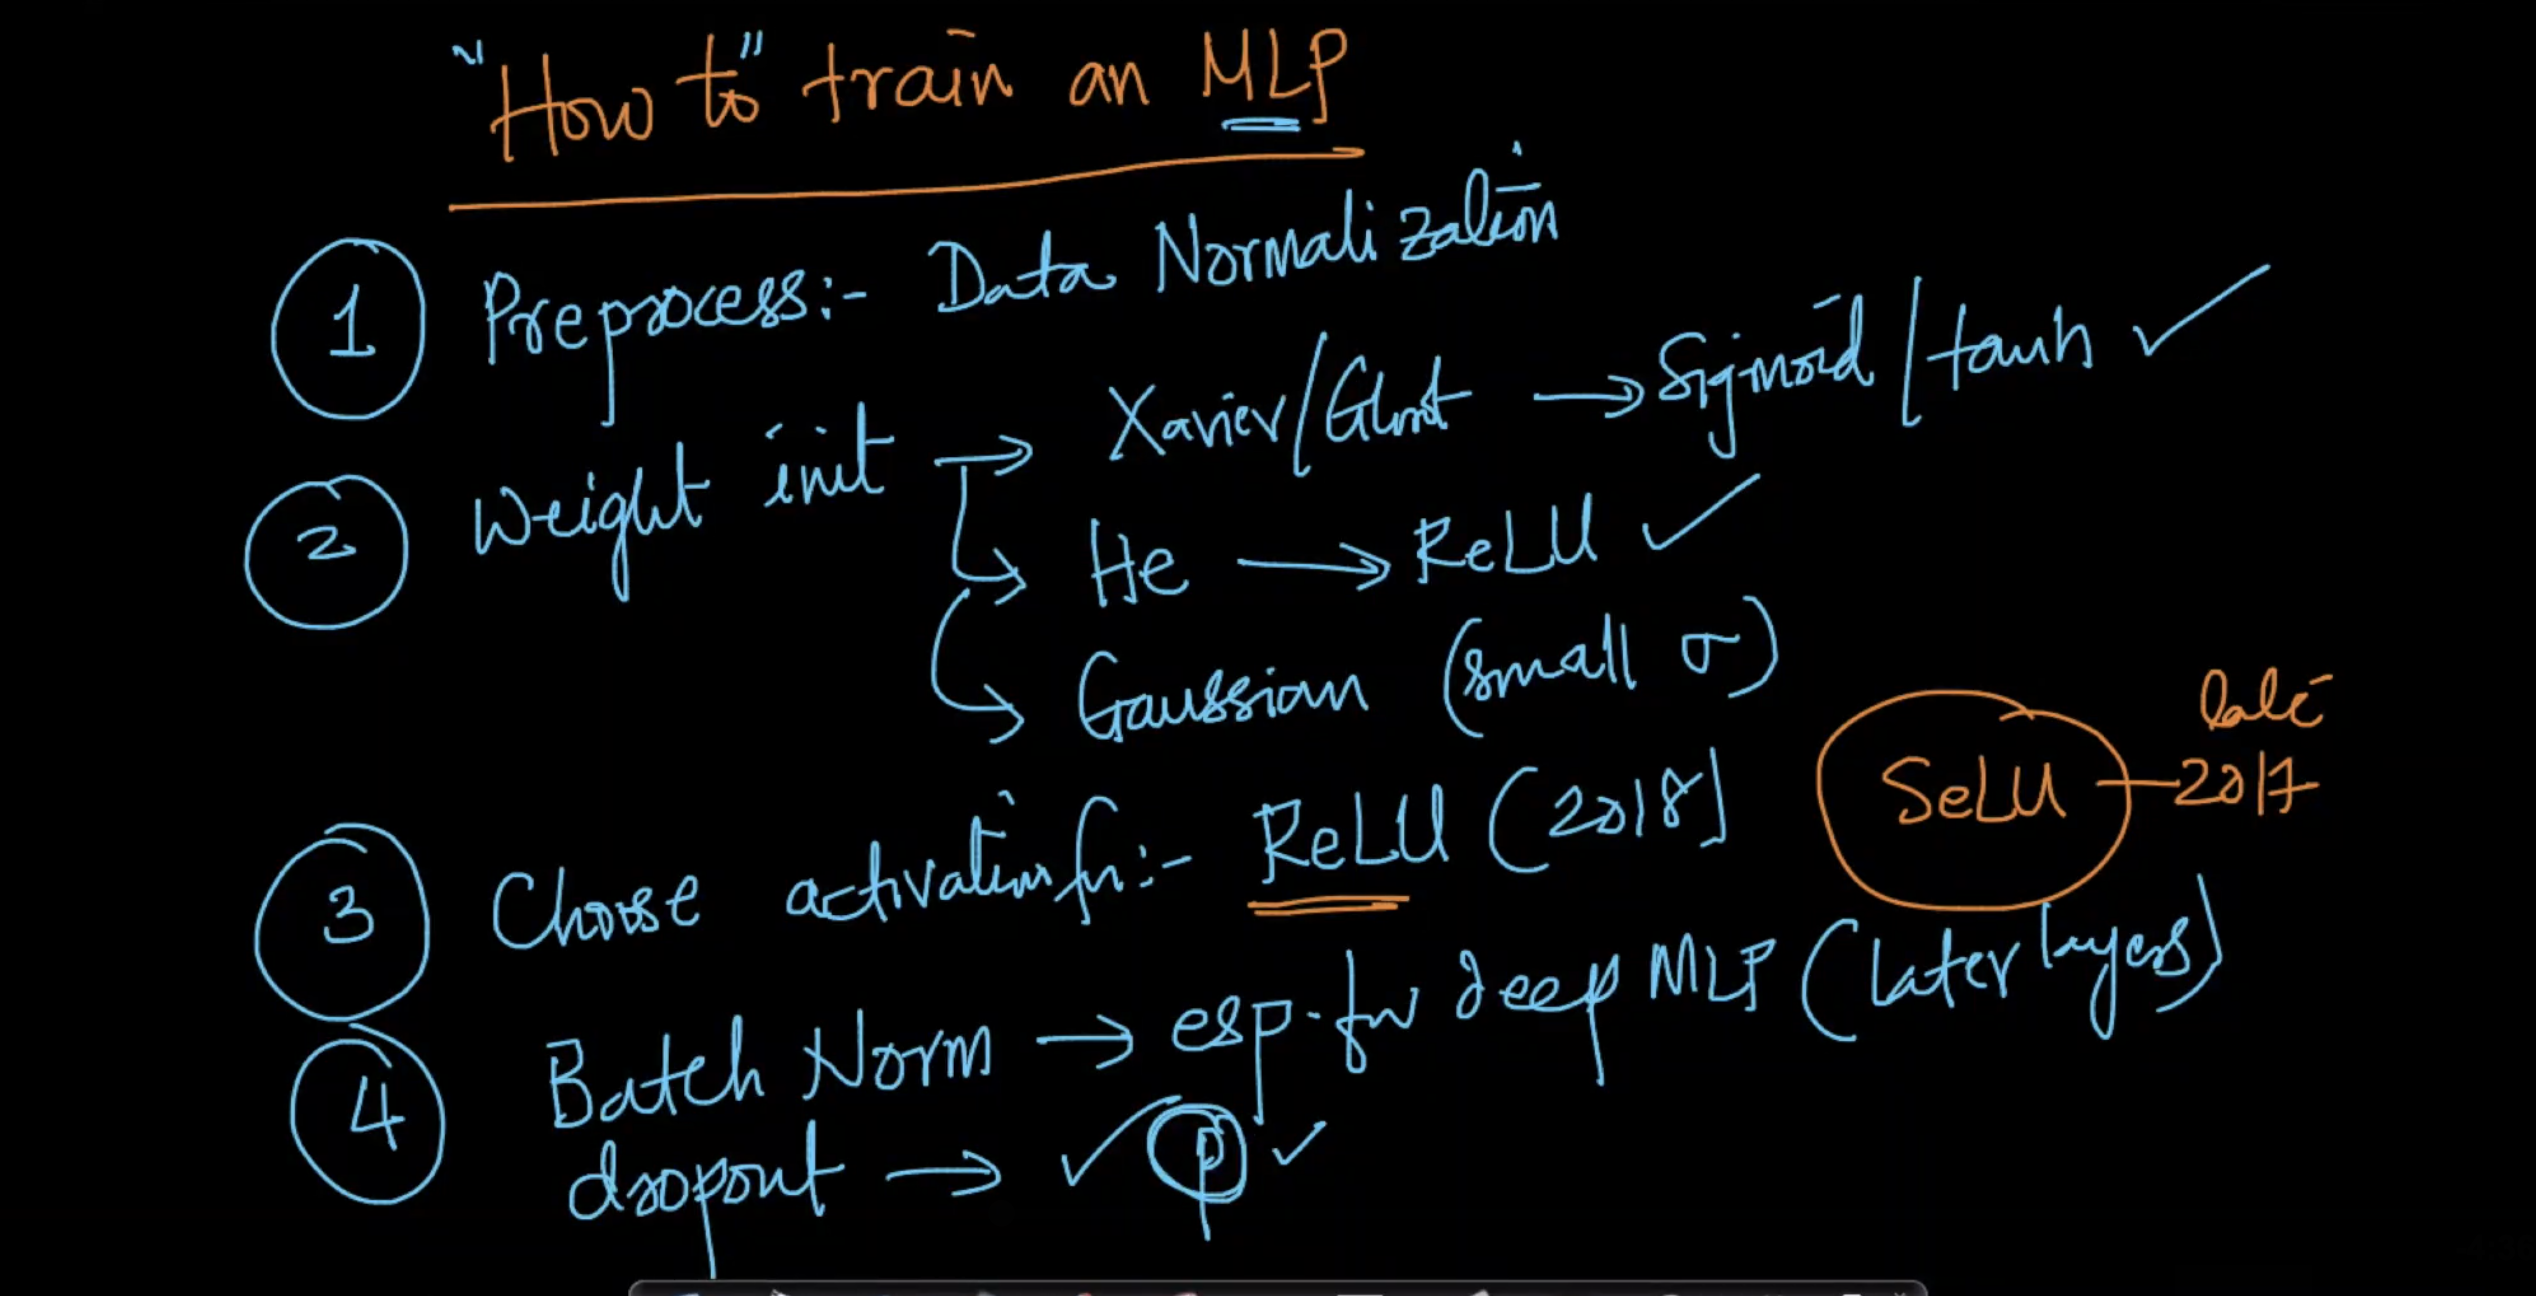 "How to" train an MLP
1 Preprocess:- Data Normalization
2 Weight init → Xavier/Glorot → Sigmoid/tanh ✓
He → ReLU ✓
Gaussian (small σ)
3 Choose activation fn:- ReLU (2018]
SeLU — late 2017
4 Batch Norm → esp. for deep MLP (later layers)
dropout → ✓ p ✓